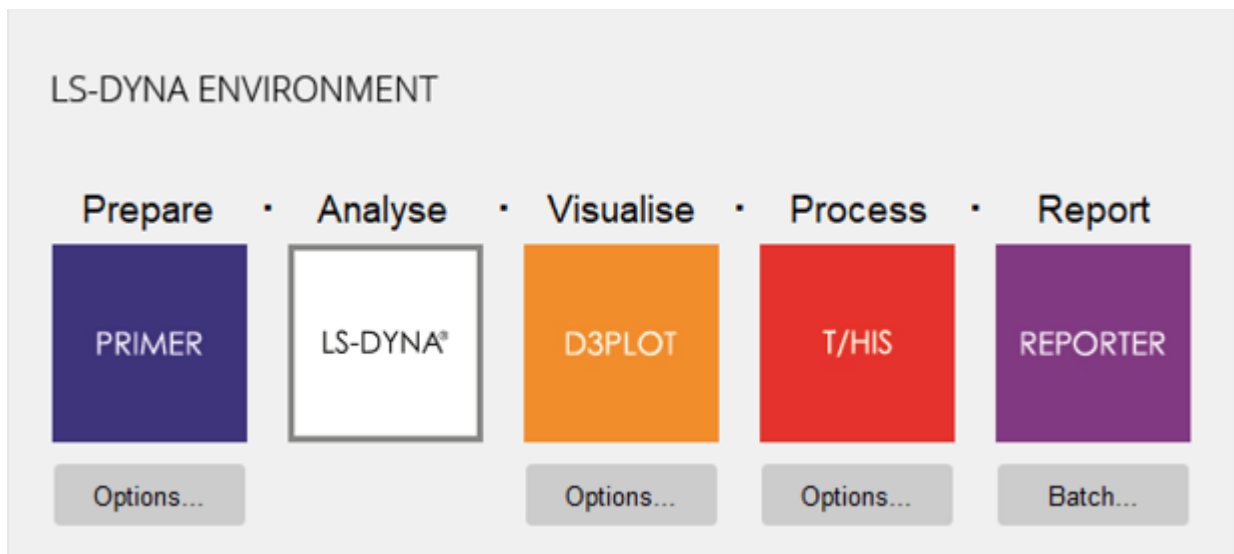 LS-DYNA ENVIRONMENT
Prepare · Analyse · Visualise · Process · Report
PRIMER LS-DYNA® D3PLOT T/HIS REPORTER
Options... Options... Options... Batch...